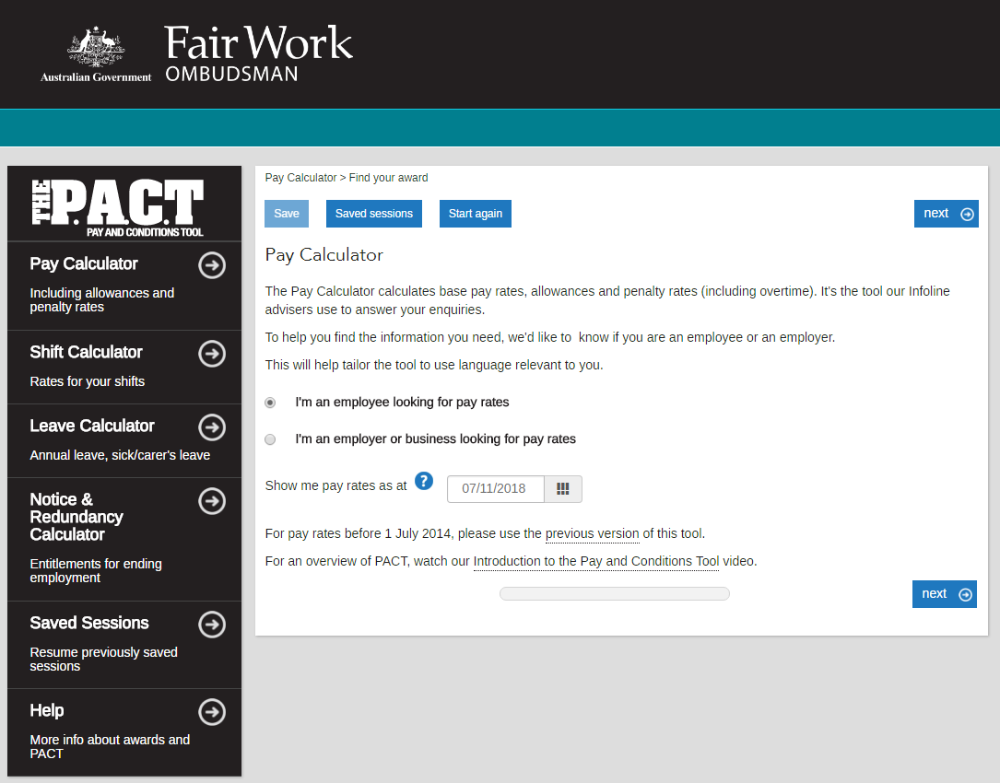 Australian Government
Fair Work
OMBUDSMAN
THE P.A.C.T
PAY AND CONDITIONS TOOL
Pay Calculator
Including allowances and
penalty rates
Shift Calculator
Rates for your shifts
Leave Calculator
Annual leave, sick/carer's leave
Notice &
Redundancy
Calculator
Entitlements for ending
employment
Saved Sessions
Resume previously saved
sessions
Help
More info about awards and
PACT
Pay Calculator > Find your award
Save
Saved sessions
Start again
next
Pay Calculator
The Pay Calculator calculates base pay rates, allowances and penalty rates (including overtime). It's the tool our Infoline
advisers use to answer your enquiries.
To help you find the information you need, we'd like to  know if you are an employee or an employer.
This will help tailor the tool to use language relevant to you.
I'm an employee looking for pay rates
I'm an employer or business looking for pay rates
Show me pay rates as at ?
07/11/2018
For pay rates before 1 July 2014, please use the previous version of this tool.
For an overview of PACT, watch our Introduction to the Pay and Conditions Tool video.
next